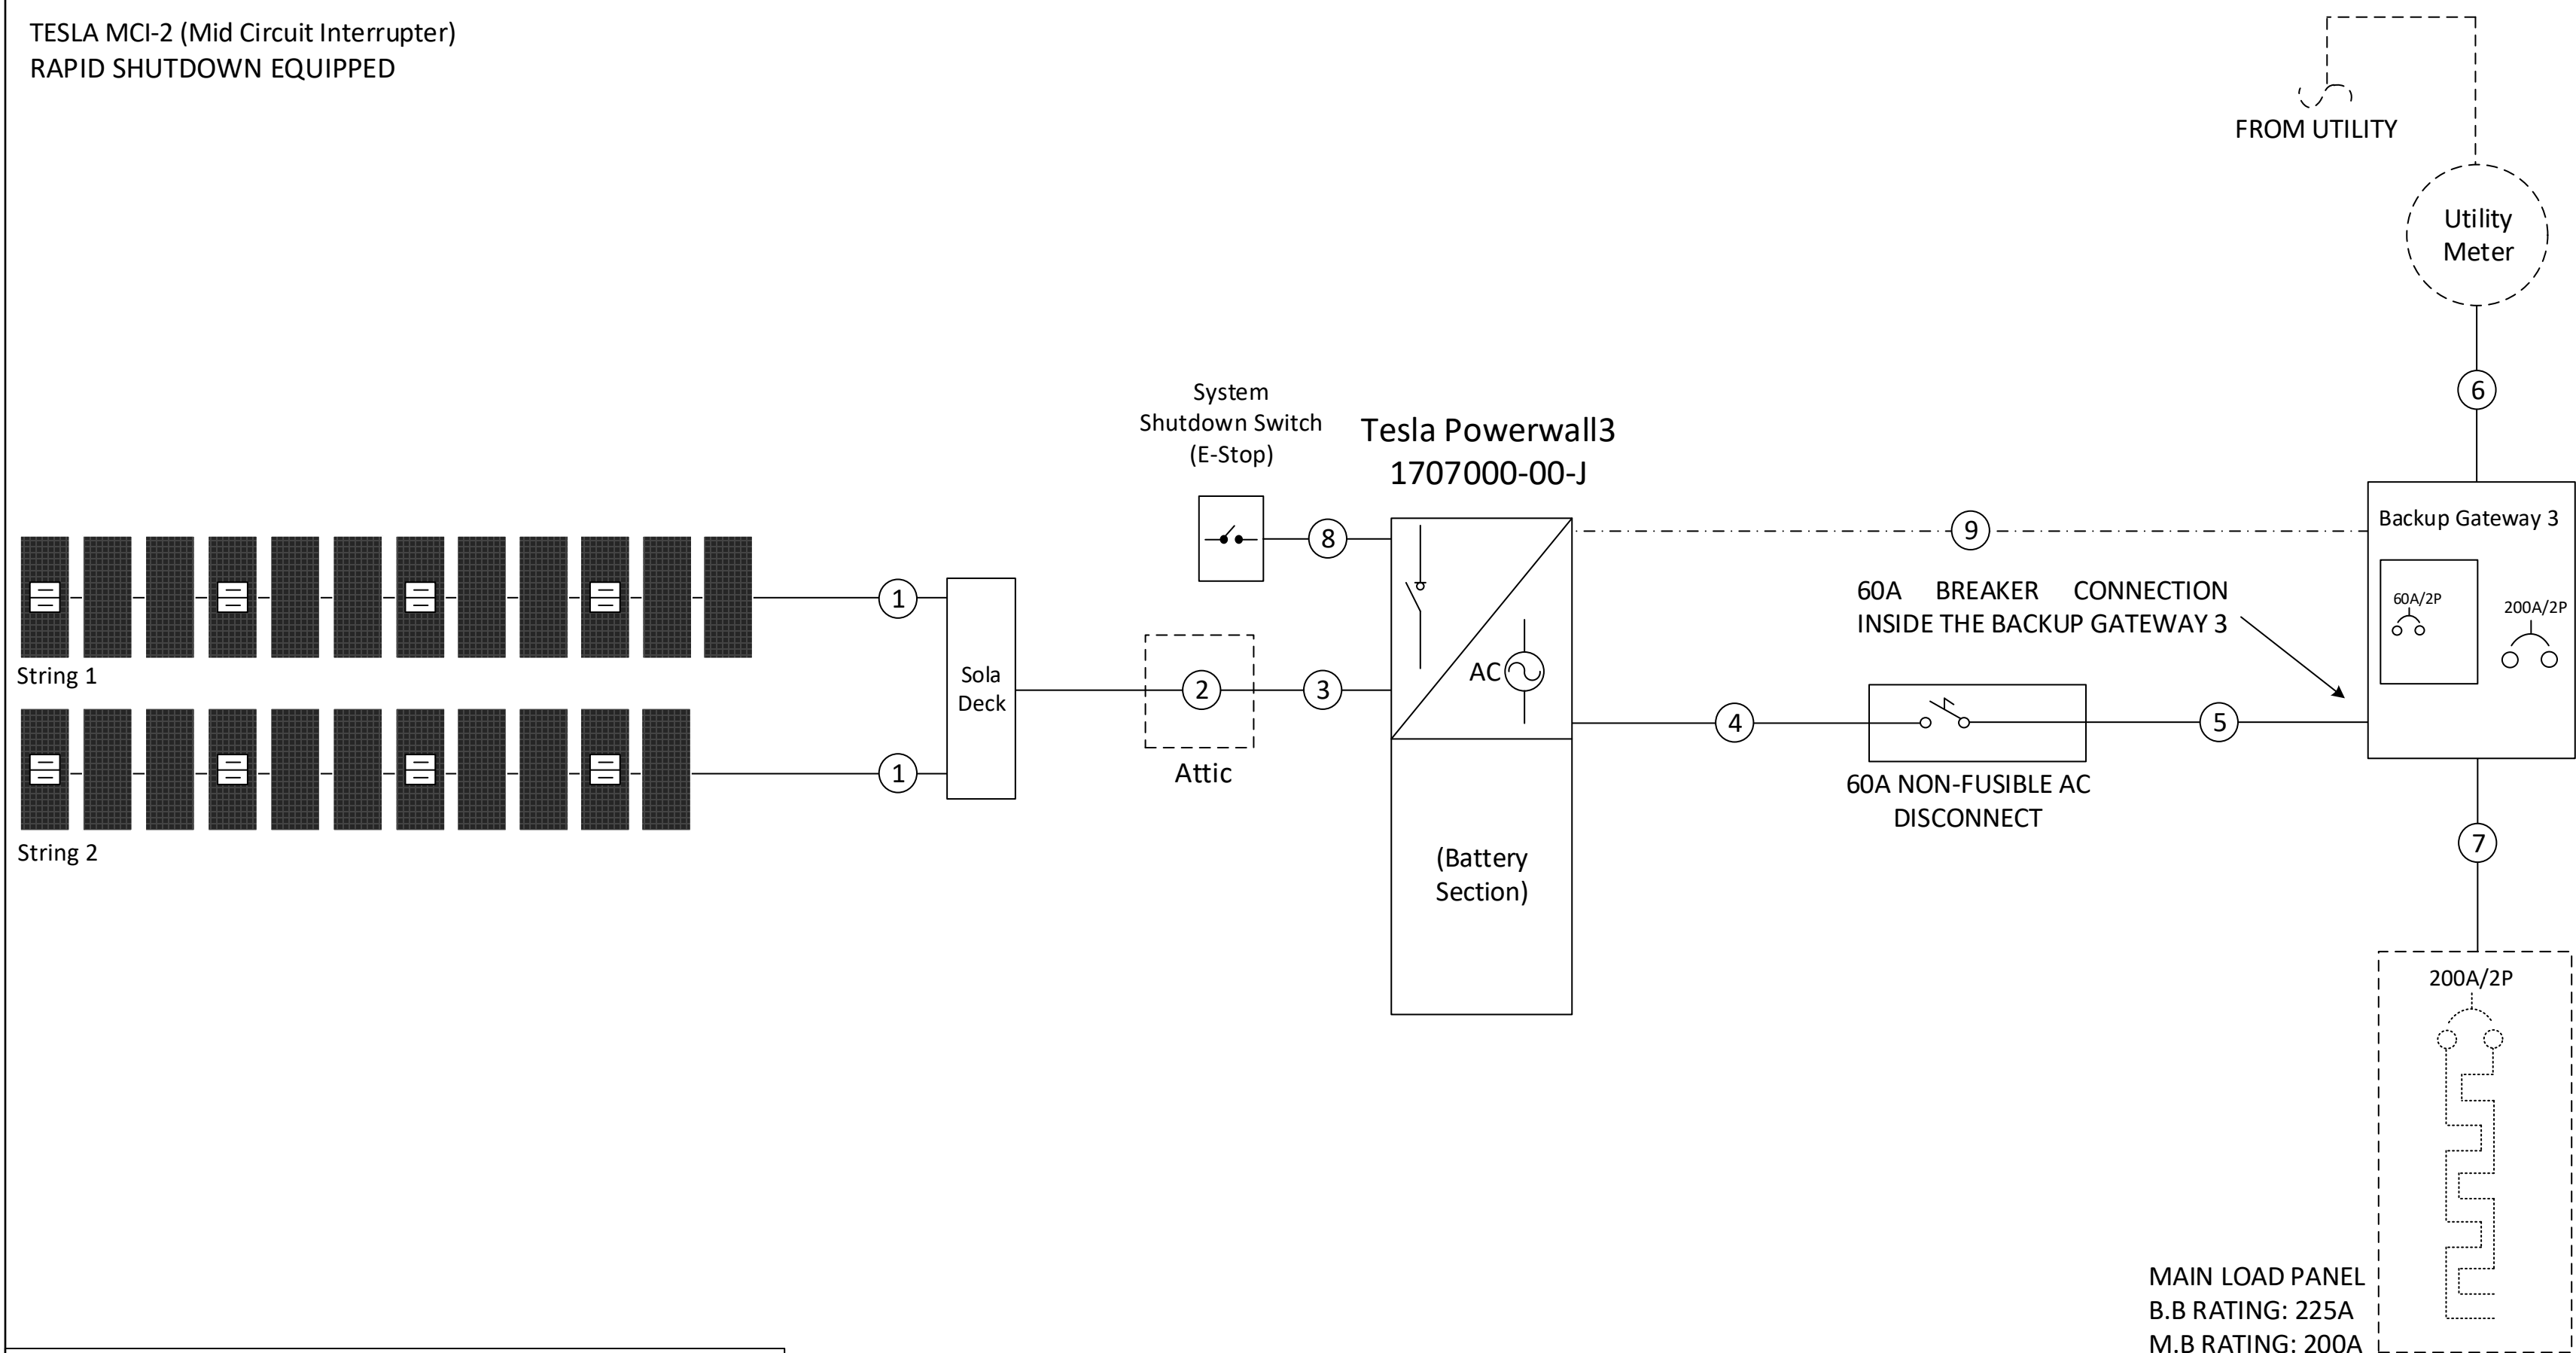 TESLA MCI-2 (Mid Circuit Interrupter)
RAPID SHUTDOWN EQUIPPED
FROM UTILITY
Utility
Meter
6
System
Shutdown Switch
(E-Stop)
Tesla Powerwall3
1707000-00-J
8
9
Backup Gateway 3
60A BREAKER CONNECTION
INSIDE THE BACKUP GATEWAY 3
60A/2P
200A/2P
1
String 1
Sola
Deck
2
3
Attic
AC
4
5
60A NON-FUSIBLE AC
DISCONNECT
1
String 2
(Battery
Section)
7
200A/2P
MAIN LOAD PANEL
B.B RATING: 225A
M.B RATING: 200A